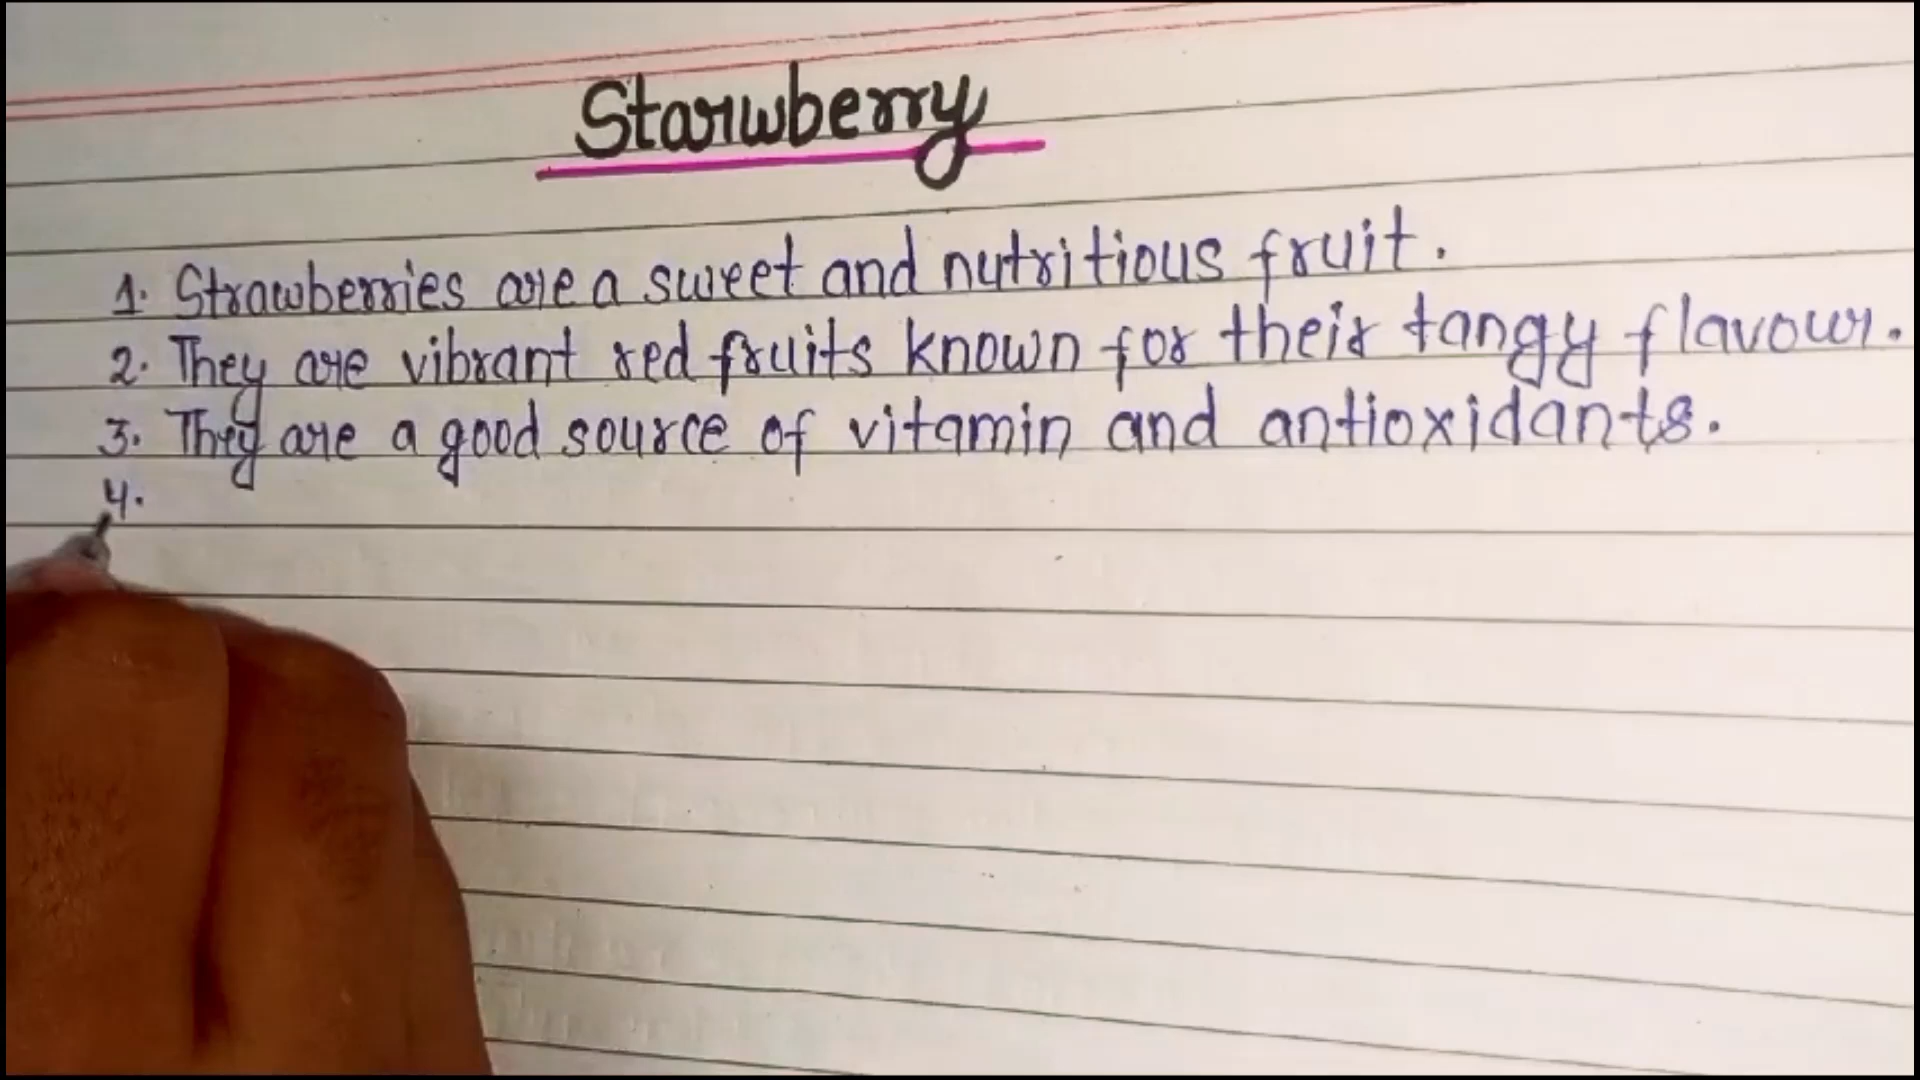 Starwberry
1. Strawberries are a sweet and nutritious fruit.
2. They are vibrant red fruits known for their tangy flavour.
3. They are a good source of vitamin and antioxidants.
4.